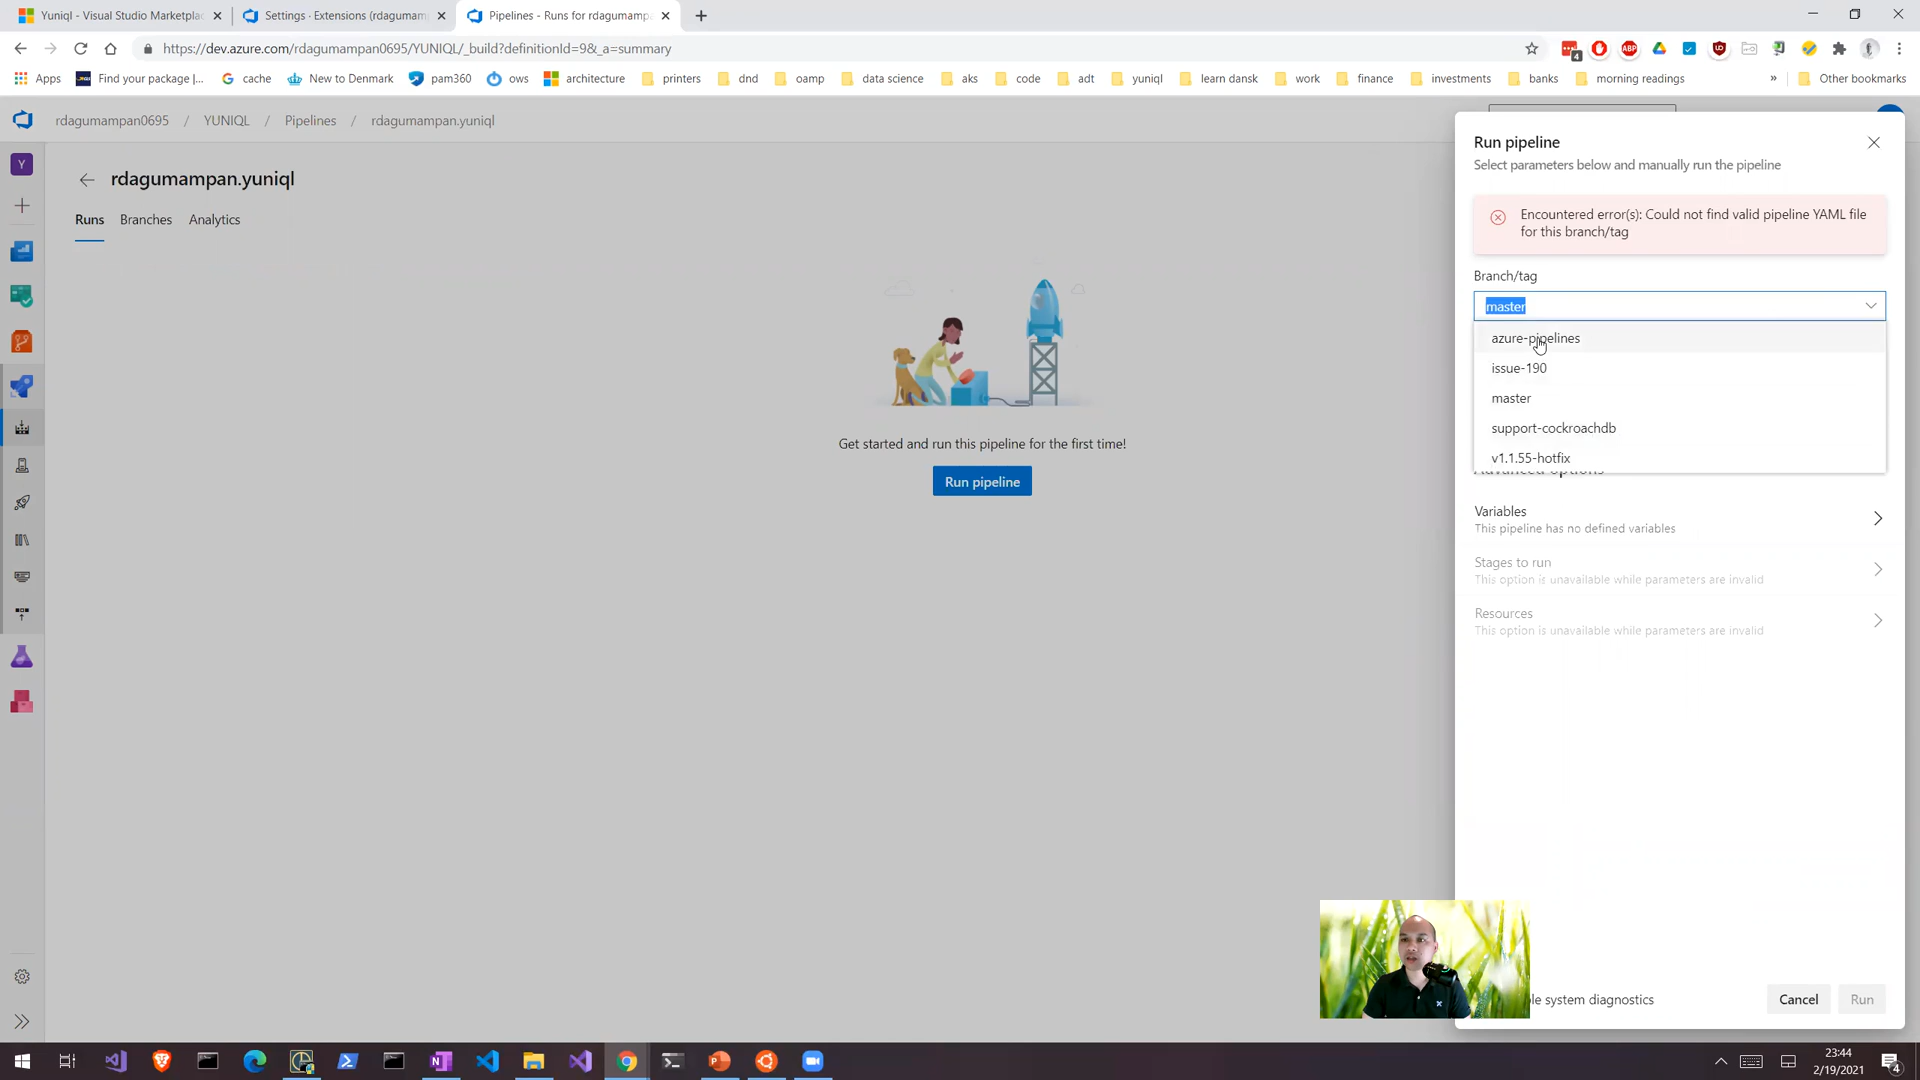 Yuniql - Visual Studio Marketplac
Settings · Extensions (rdagumam
Pipelines - Runs for rdagumampa
https://dev.azure.com/rdagumampan0695/YUNIQL/_build?definitionId=9&_a=summary
4
ABP
Apps
Find your package |...
cache
New to Denmark
pam360
ows
architecture
printers
dnd
oamp
data science
aks
code
adt
yuniql
learn dansk
work
finance
investments
banks
morning readings
»
Other bookmarks
rdagumampan0695 / YUNIQL / Pipelines / rdagumampan.yuniql
Y
rdagumampan.yuniql
Runs
Branches
Analytics
Get started and run this pipeline for the first time!
Run pipeline
Run pipeline
Select parameters below and manually run the pipeline
Encountered error(s): Could not find valid pipeline YAML file
for this branch/tag
Branch/tag
master
azure-pipelines
issue-190
master
support-cockroachdb
v1.1.55-hotfix
Advanced options
Variables
This pipeline has no defined variables
Stages to run
This option is unavailable while parameters are invalid
Resources
This option is unavailable while parameters are invalid
system diagnostics
Cancel
Run
23:44
2/19/2021
4